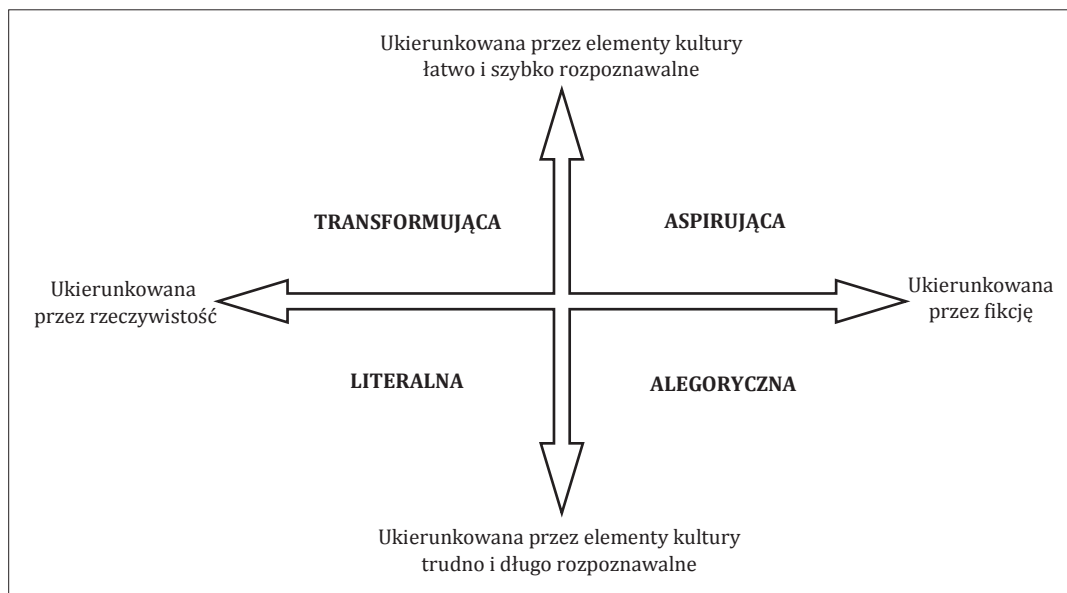 Ukierunkowana przez elementy kultury
łatwo i szybko rozpoznawalne
TRANSFORMUJĄCA
ASPIRUJĄCA
Ukierunkowana
przez rzeczywistość
Ukierunkowana
przez fikcję
LITERALNA
ALEGORYCZNA
Ukierunkowana przez elementy kultury
trudno i długo rozpoznawalne